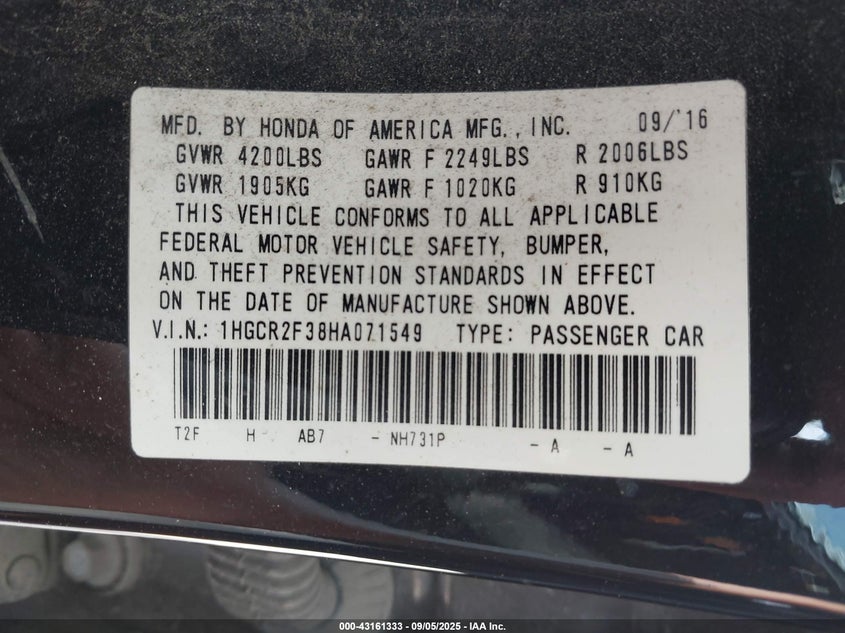 MFD. BY HONDA OF AMERICA MFG., INC. 09/'16
GVWR 4200LBS GAWR F 2249LBS R 2006LBS
GVWR 1905KG GAWR F 1020KG R 910KG
THIS VEHICLE CONFORMS TO ALL APPLICABLE
FEDERAL MOTOR VEHICLE SAFETY, BUMPER,
AND THEFT PREVENTION STANDARDS IN EFFECT
ON THE DATE OF MANUFACTURE SHOWN ABOVE.
V.I.N.: 1HGCR2F38HA071549 TYPE: PASSENGER CAR
T2F H AB7 - NH731P - A - A
000-43161333 - 09/05/2025 - IAA Inc.